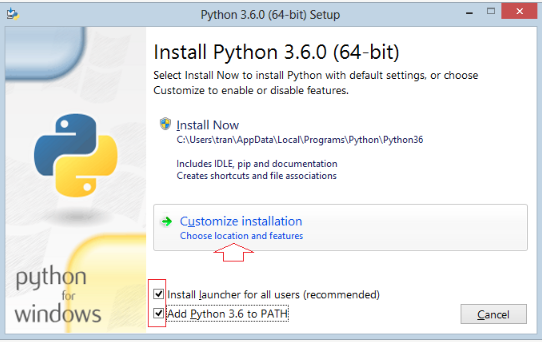 Python 3.6.0 (64-bit) Setup
Install Python 3.6.0 (64-bit)
Select Install Now to install Python with default settings, or choose
Customize to enable or disable features.
Install Now
C:\Users\tran\AppData\Local\Programs\Python\Python36
Includes IDLE, pip and documentation
Creates shortcuts and file associations
Customize installation
Choose location and features
python
for
windows
Install launcher for all users (recommended)
Add Python 3.6 to PATH
Cancel